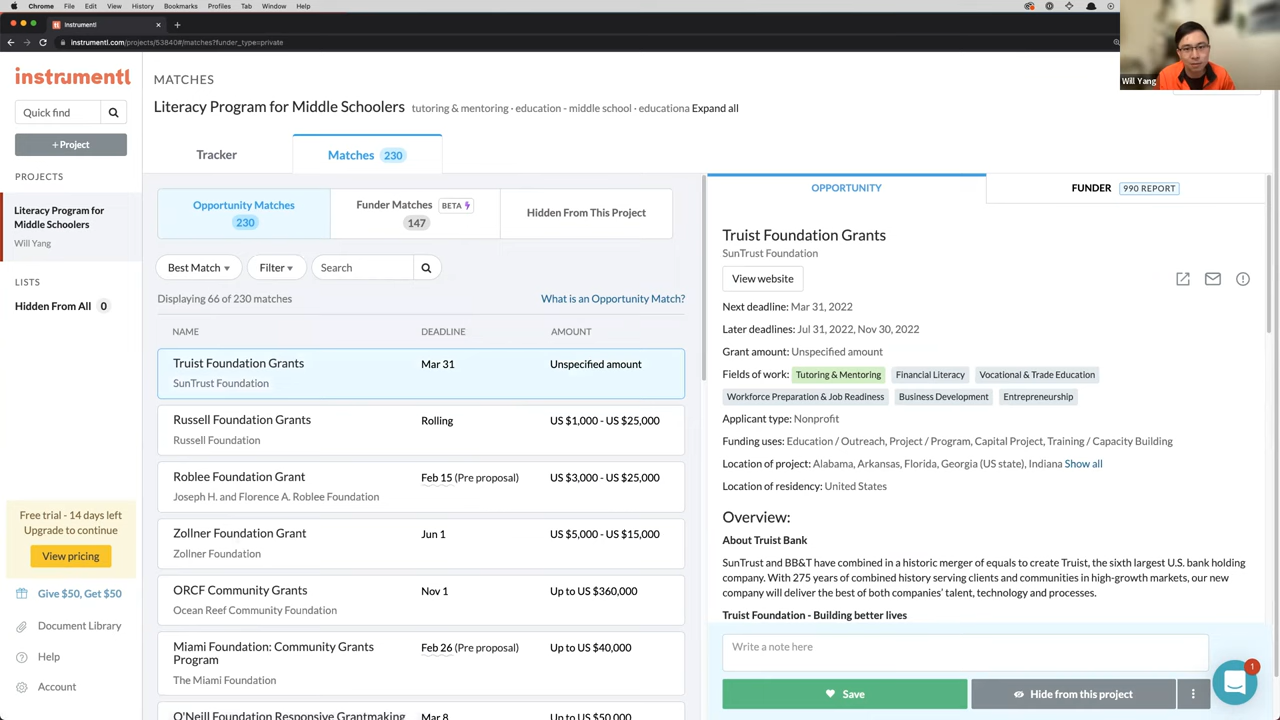 Chrome File Edit View History Bookmarks Profiles Tab Window Help
Instrumentl
instrumentl.com/projects/53840#/matches?funder_type=private
Will Yang
instrumentl
Quick find
+ Project
PROJECTS
Literacy Program for
Middle Schoolers
Will Yang
LISTS
Hidden From All 0
Free trial - 14 days left
Upgrade to continue
View pricing
Give $50, Get $50
Document Library
Help
Account
MATCHES
Literacy Program for Middle Schoolers tutoring & mentoring · education - middle school · educationa Expand all
Tracker
Matches 230
Opportunity Matches
230
Funder Matches BETA
147
Hidden From This Project
Best Match
Filter
Search
Displaying 66 of 230 matches
What is an Opportunity Match?
NAME DEADLINE AMOUNT
Truist Foundation Grants Mar 31 Unspecified amount
SunTrust Foundation
Russell Foundation Grants Rolling US $1,000 - US $25,000
Russell Foundation
Roblee Foundation Grant Feb 15 (Pre proposal) US $3,000 - US $25,000
Joseph H. and Florence A. Roblee Foundation
Zollner Foundation Grant Jun 1 US $5,000 - US $15,000
Zollner Foundation
ORCF Community Grants Nov 1 Up to US $360,000
Ocean Reef Community Foundation
Miami Foundation: Community Grants Feb 26 (Pre proposal) Up to US $40,000
Program
The Miami Foundation
O'Neill Foundation Responsive Grantmaking Mar 8 Up to US $50,000
OPPORTUNITY
FUNDER 990 REPORT
Truist Foundation Grants
SunTrust Foundation
View website
Next deadline: Mar 31, 2022
Later deadlines: Jul 31, 2022, Nov 30, 2022
Grant amount: Unspecified amount
Fields of work: Tutoring & Mentoring Financial Literacy Vocational & Trade Education
Workforce Preparation & Job Readiness Business Development Entrepreneurship
Applicant type: Nonprofit
Funding uses: Education / Outreach, Project / Program, Capital Project, Training / Capacity Building
Location of project: Alabama, Arkansas, Florida, Georgia (US state), Indiana Show all
Location of residency: United States
Overview:
About Truist Bank
SunTrust and BB&T have combined in a historic merger of equals to create Truist, the sixth largest U.S. bank holding
company. With 275 years of combined history serving clients and communities in high-growth markets, our new
company will deliver the best of both companies' talent, technology and processes.
Truist Foundation - Building better lives
Write a note here
Save
Hide from this project
1